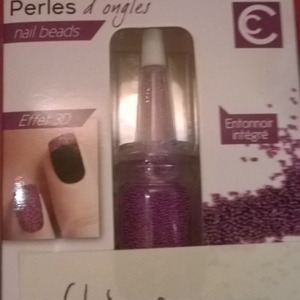 Perles d'ongles
nail beads
Effet 3D
Entonnoir
intégré